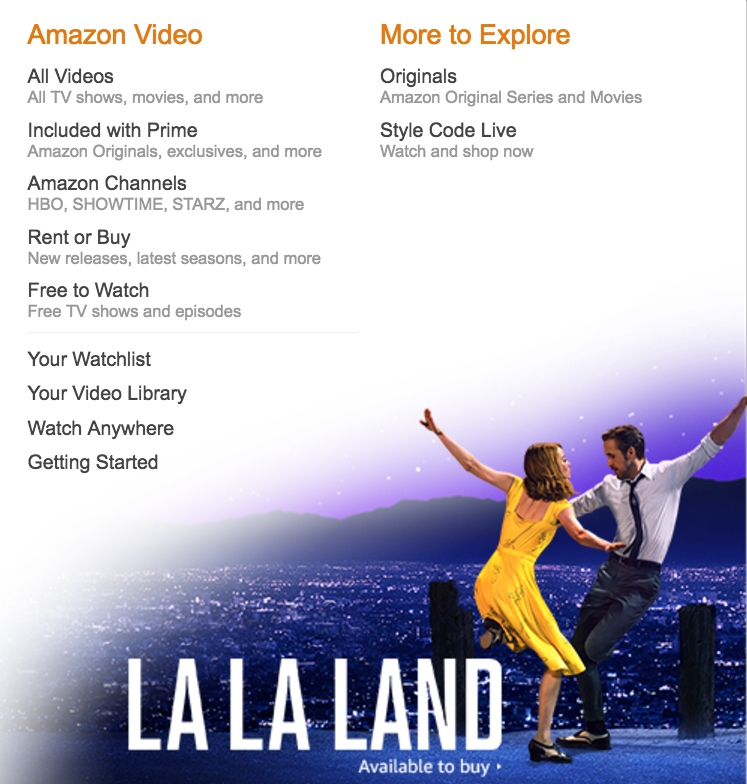 Amazon Video
All Videos
All TV shows, movies, and more
Included with Prime
Amazon Originals, exclusives, and more
Amazon Channels
HBO, SHOWTIME, STARZ, and more
Rent or Buy
New releases, latest seasons, and more
Free to Watch
Free TV shows and episodes
Your Watchlist
Your Video Library
Watch Anywhere
Getting Started
More to Explore
Originals
Amazon Original Series and Movies
Style Code Live
Watch and shop now
LA LA LAND
Available to buy